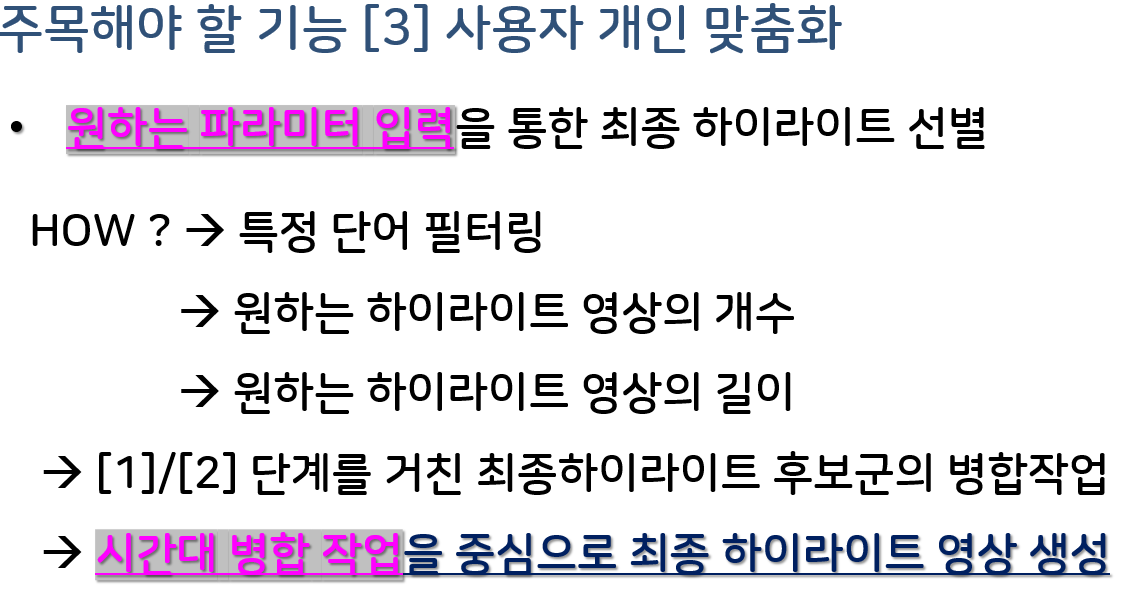 주목해야 할 기능 [3] 사용자 개인 맞춤화
• 원하는 파라미터 입력을 통한 최종 하이라이트 선별
HOW ? → 특정 단어 필터링
→ 원하는 하이라이트 영상의 개수
→ 원하는 하이라이트 영상의 길이
→ [1]/[2] 단계를 거친 최종하이라이트 후보군의 병합작업
→ 시간대 병합 작업을 중심으로 최종 하이라이트 영상 생성